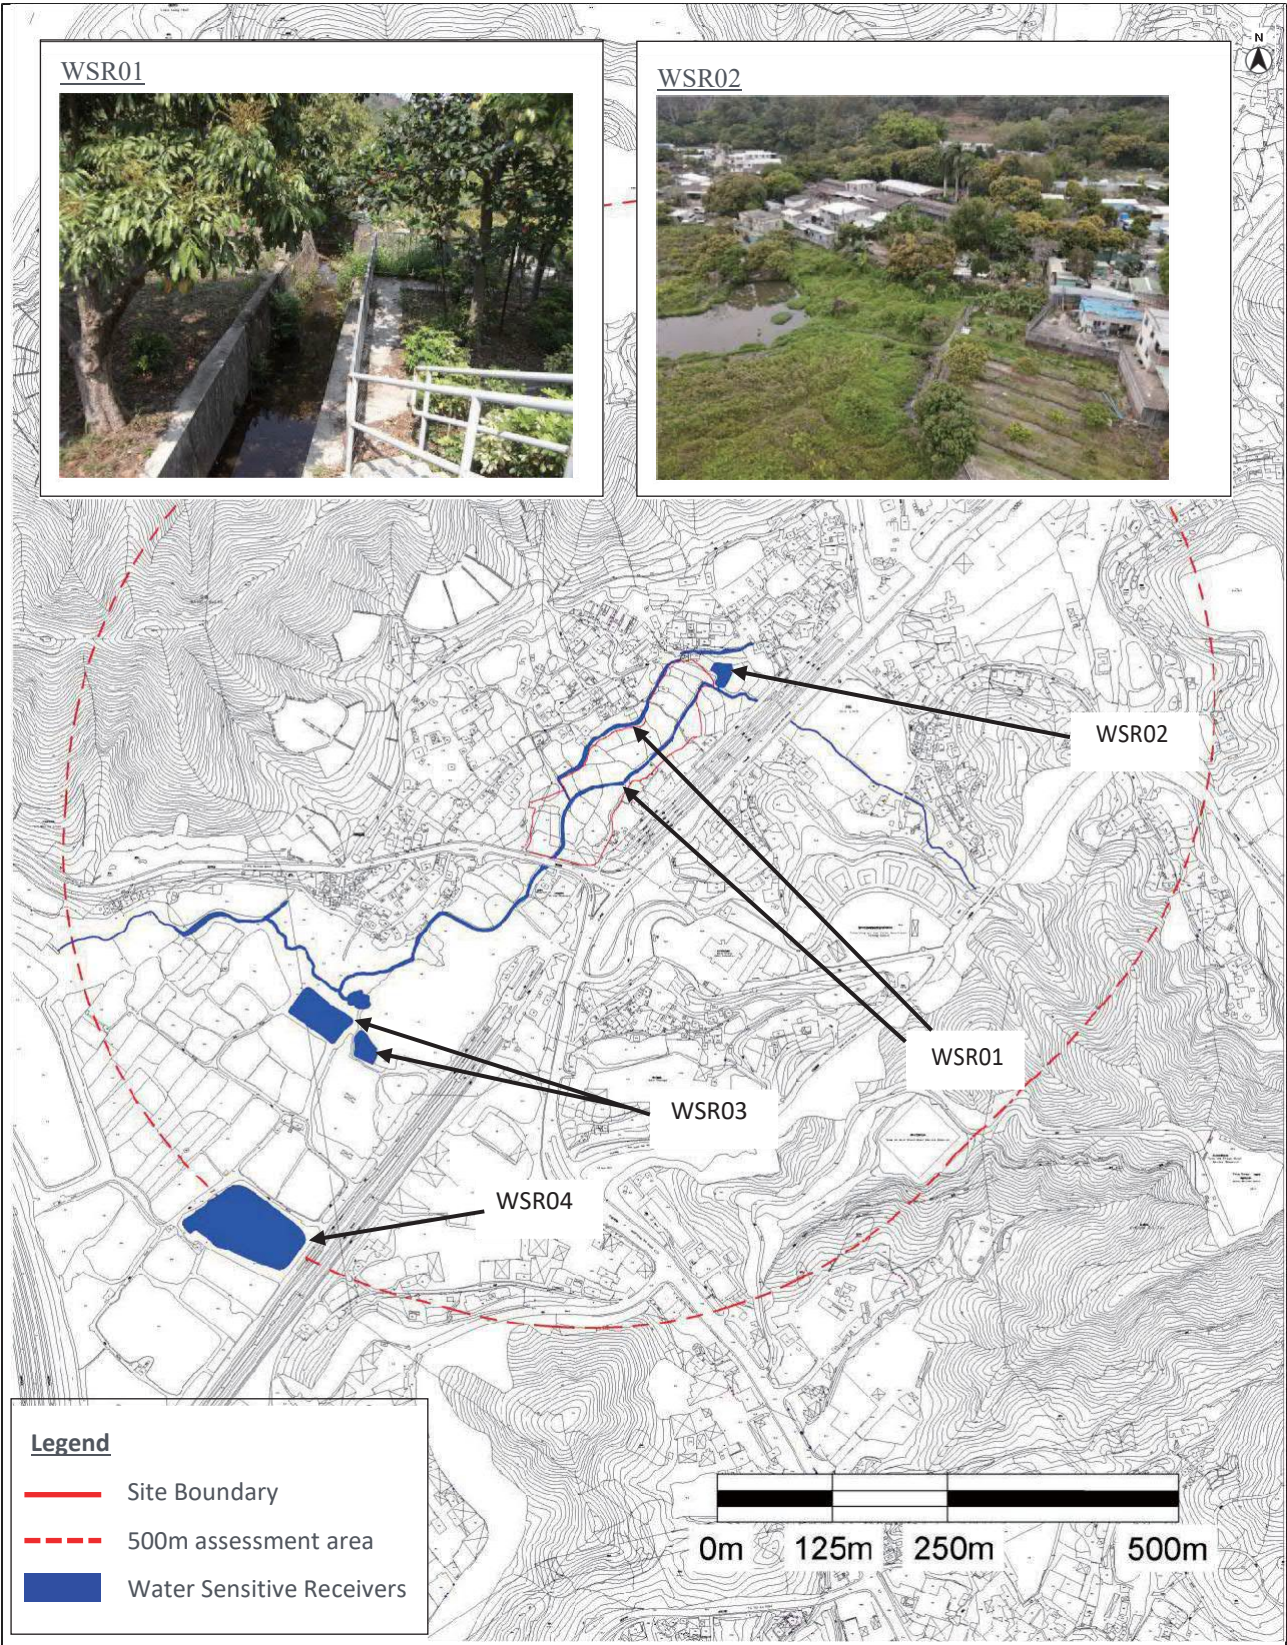 N
WSR01
WSR02
WSR02
WSR01
WSR03
WSR04
Legend
Site Boundary
500m assessment area
Water Sensitive Receivers
0m 125m 250m 500m